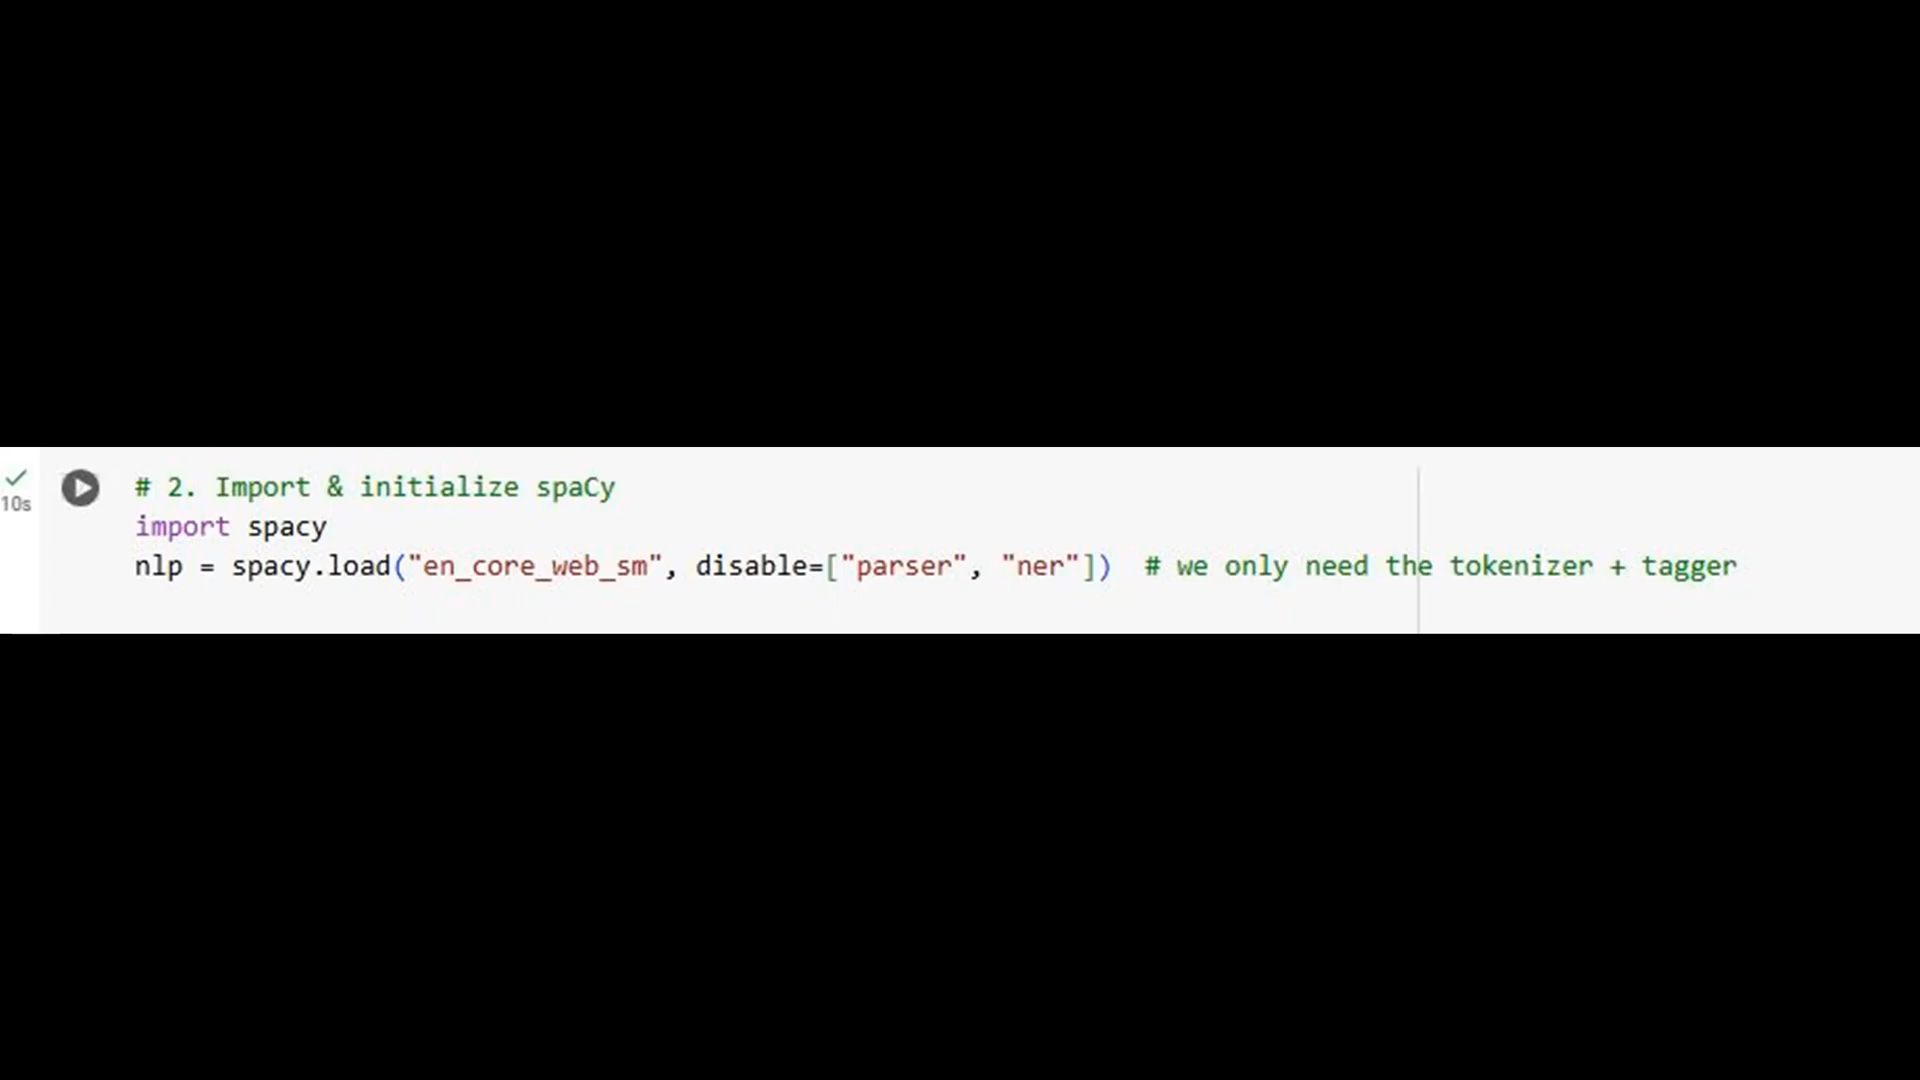 # 2. Import & initialize spaCy
import spacy
nlp = spacy.load("en_core_web_sm", disable=["parser", "ner"])  # we only need the tokenizer + tagger
10s